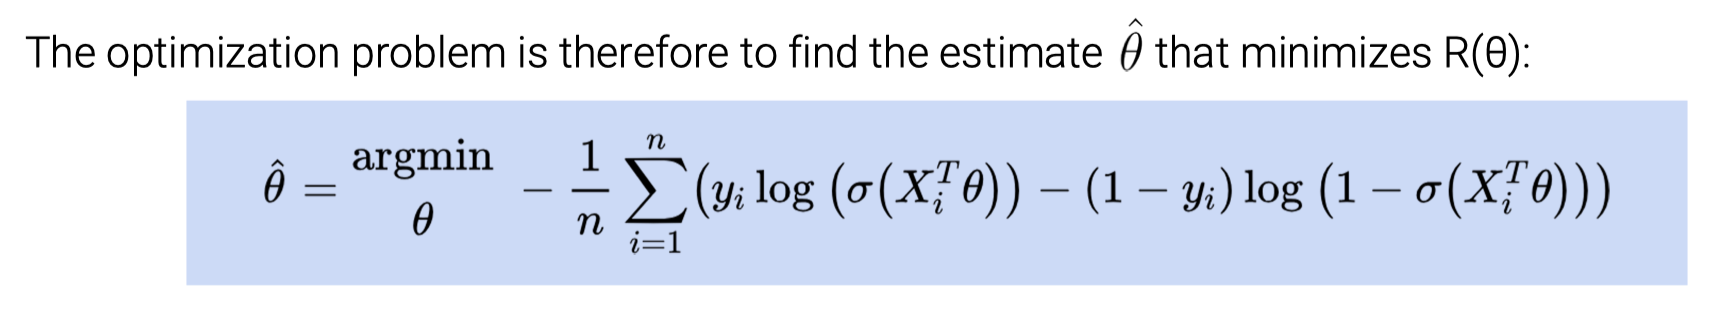 The optimization problem is therefore to find the estimate θ̂ that minimizes R(θ):
θ̂ = argmin_θ − 1/n ∑_{i=1}^{n} (y_i log (σ(X_i^T θ)) − (1 − y_i) log (1 − σ(X_i^T θ)))